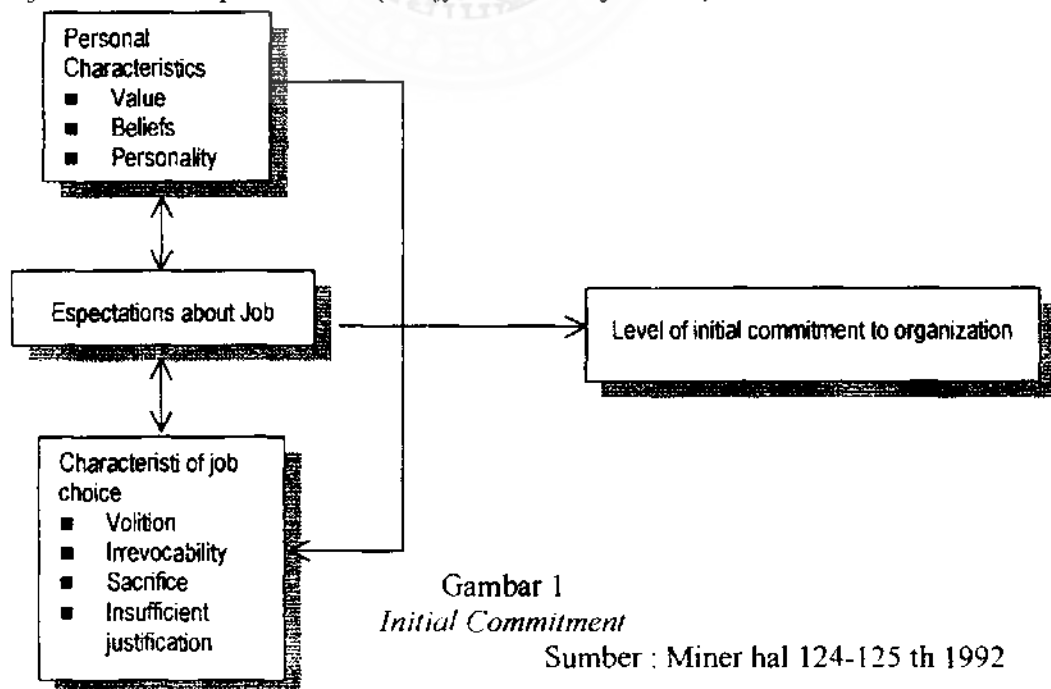 Personal
Characteristics
■ Value
■ Beliefs
■ Personality
Espectations about Job
Level of initial commitment to organization
Characteristi of job
choice
■ Volition
■ Irrevocability
■ Sacrifice
■ Insufficient
justification
Gambar 1
Initial Commitment
Sumber : Miner hal 124-125 th 1992